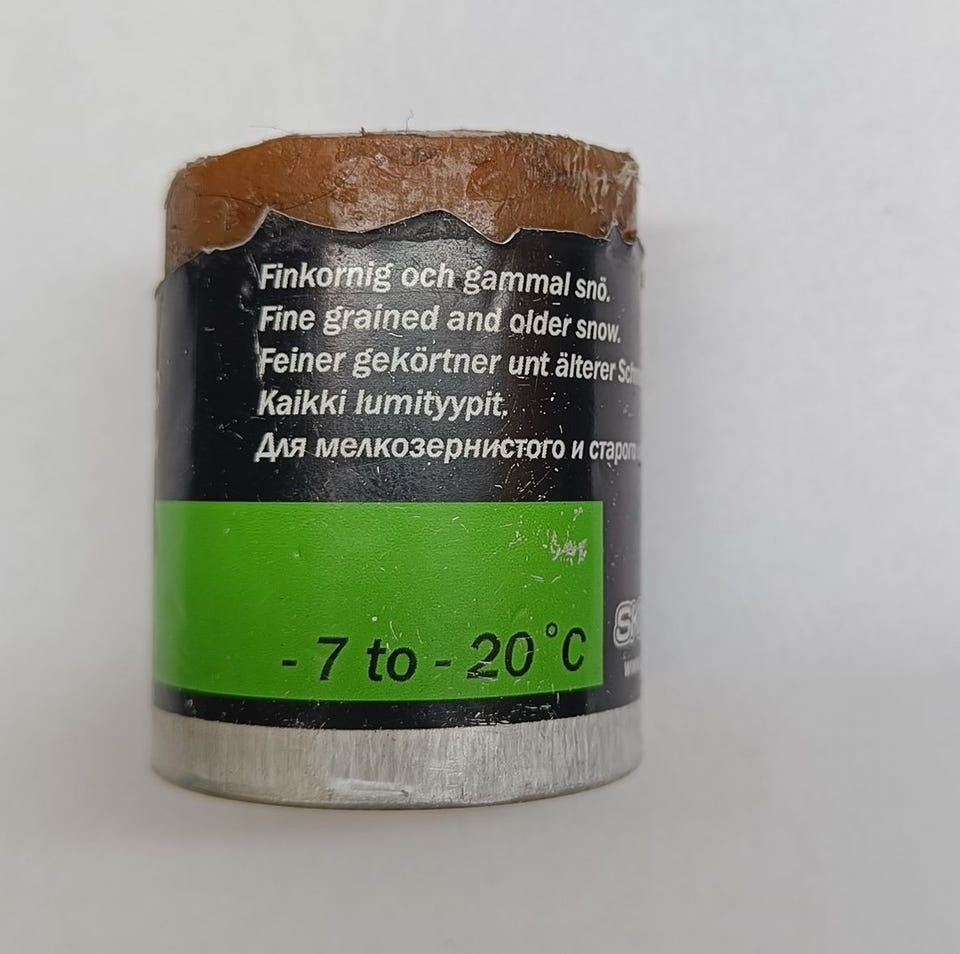 Finkornig och gammal snö.
Fine grained and older snow.
Feiner gekörtner unt älterer
Kaikki lumityypit.
Для мелкозернистого и старого
- 7 to - 20 °C